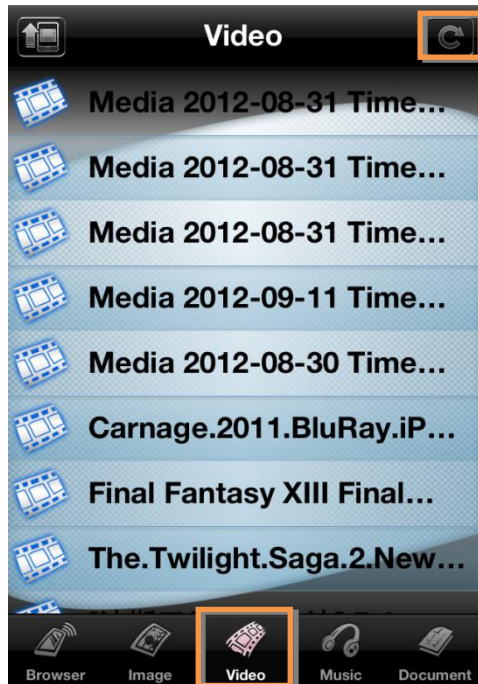 Video
Media 2012-08-31 Time...
Media 2012-08-31 Time...
Media 2012-08-31 Time...
Media 2012-09-11 Time...
Media 2012-08-30 Time...
Carnage.2011.BluRay.iP...
Final Fantasy XIII Final...
The.Twilight.Saga.2.New...
Browser Image Video Music Document